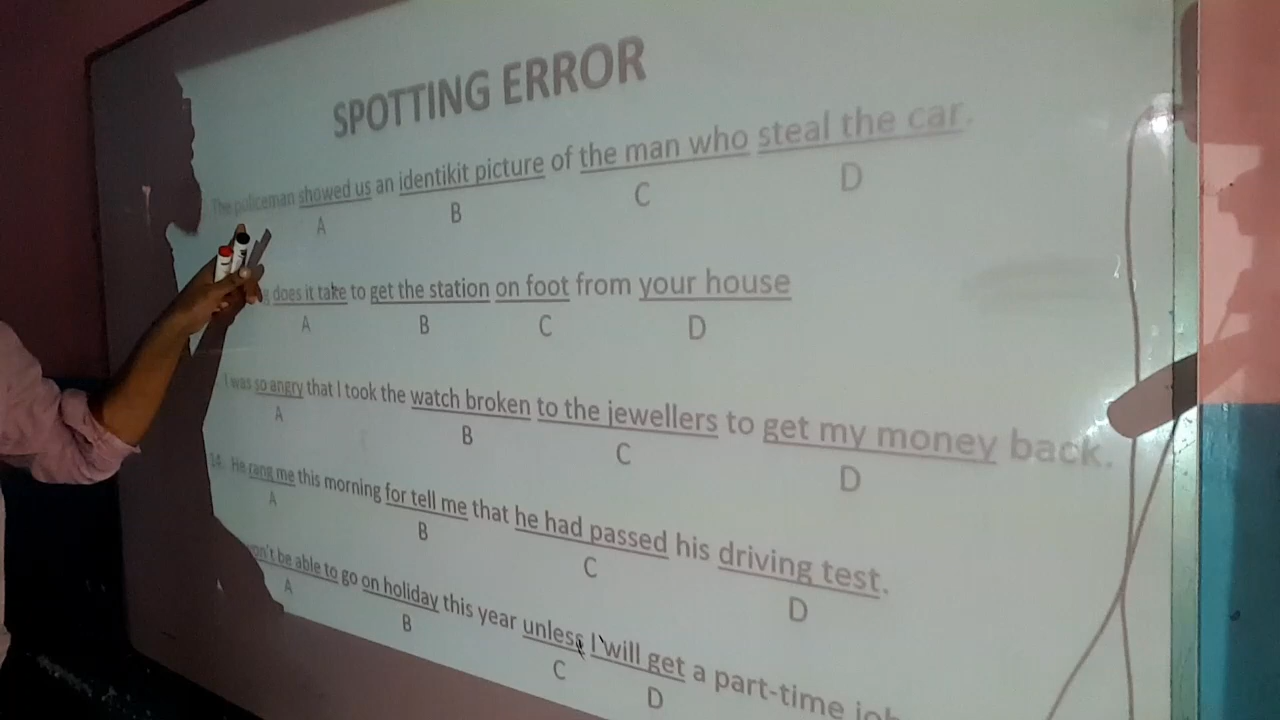 SPOTTING ERROR
The policeman showed us an identikit picture of the man who steal the car.
A B C D
does it take to get the station on foot from your house
A B C D
I was so angry that I took the watch broken to the jewellers to get my money back.
A B C D
14. He rang me this morning for tell me that he had passed his driving test.
A B C D
be able to go on holiday this year unless I will get a part-time job
A B C D